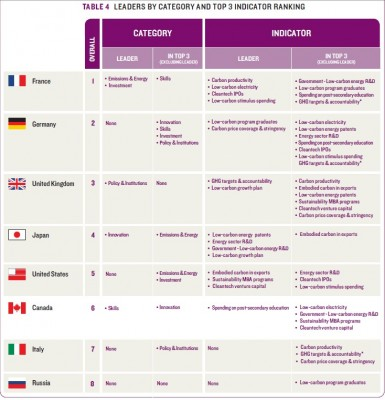 TABLE 4 LEADERS BY CATEGORY AND TOP 3 INDICATOR RANKING
OVERALL
CATEGORY
INDICATOR
LEADER
IN TOP 3
(EXCLUDING LEADERS)
LEADER
IN TOP 3
(EXCLUDING LEADERS)
France
1
• Emissions & Energy
• Investment
• Skills
• Carbon productivity
• Low-carbon electricity
• Cleantech IPOs
• Low-carbon stimulus spending
• Government - Low-carbon energy R&D
• Low-carbon program graduates
• Spending on post-secondary education
• GHG targets & accountability*
Germany
2
None
• Innovation
• Skills
• Investment
• Policy & Institutions
• Low-carbon program graduates
• Carbon price coverage & stringency
• Low-carbon electricity
• Low-carbon energy patents
• Energy sector R&D
• Spending on post-secondary education
• Cleantech IPOs
• Low-carbon stimulus spending
• GHG targets & accountability*
United Kingdom
3
• Policy & Institutions
None
• GHG targets & accountability
• Low-carbon growth plan
• Carbon productivity
• Embodied carbon in exports
• Low-carbon energy patents
• Sustainability MBA programs
• Cleantech venture capital
• Carbon price coverage & stringency
Japan
4
• Innovation
• Emissions & Energy
• Low-carbon energy patents
• Energy sector R&D
• Government - Low-carbon energy R&D
• Low-carbon growth plan
• Embodied carbon in exports
United States
5
None
• Emissions & Energy
• Investment
• Embodied carbon in exports
• Sustainability MBA programs
• Cleantech venture capital
• Energy sector R&D
• Cleantech IPOs
• Low-carbon stimulus spending
Canada
6
• Skills
• Innovation
• Spending on post-secondary education
• Low-carbon electricity
• Government - Low-carbon energy R&D
• Sustainability MBA programs
• Cleantech venture capital
Italy
7
None
• Policy & Institutions
None
• Carbon productivity
• GHG targets & accountability*
• Carbon price coverage & stringency
Russia
8
None
None
None
• Low-carbon program graduates